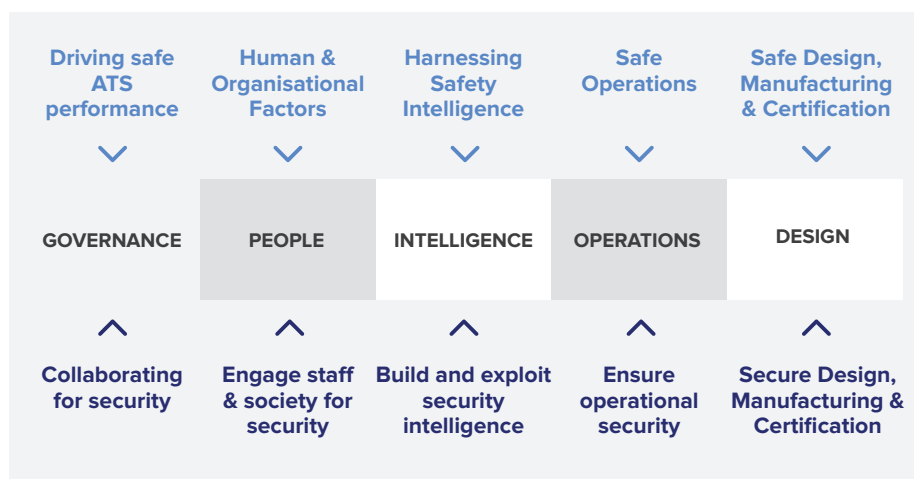 Driving safe
ATS
performance
Human &
Organisational
Factors
Harnessing
Safety
Intelligence
Safe
Operations
Safe Design,
Manufacturing
& Certification
GOVERNANCE
PEOPLE
INTELLIGENCE
OPERATIONS
DESIGN
Collaborating
for security
Engage staff
& society for
security
Build and exploit
security
intelligence
Ensure
operational
security
Secure Design,
Manufacturing &
Certification